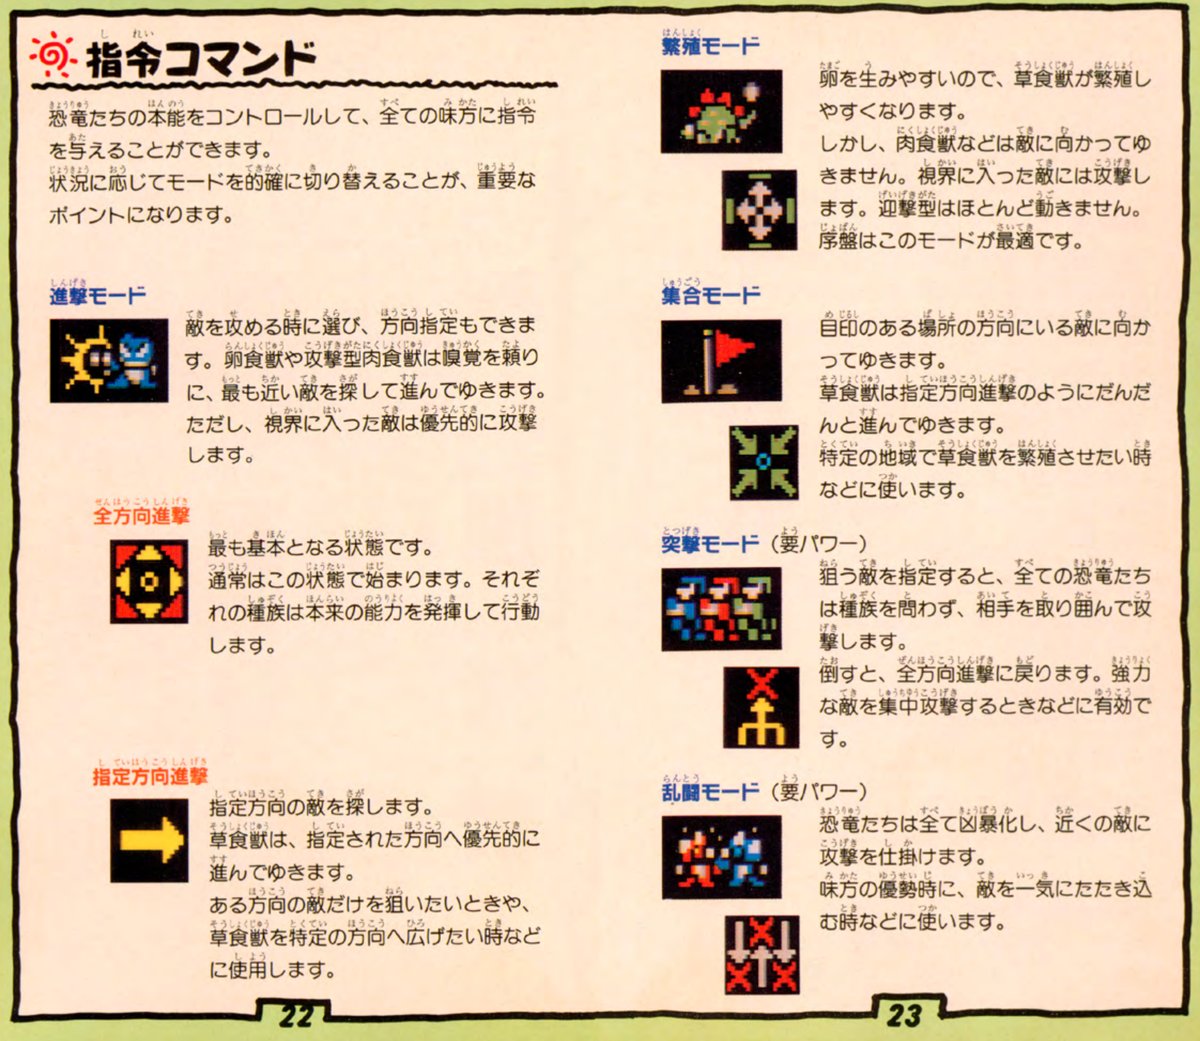 指令コマンド
恐竜たちの本能をコントロールして、全ての味方に指令
を与えることができます。
状況に応じてモードを的確に切り替えることが、重要な
ポイントになります。
進撃モード
敵を攻める時に選び、方向指定もできま
す。卵食獣や攻撃型肉食獣は嗅覚を頼り
に、最も近い敵を探して進んでゆきます。
ただし、視界に入った敵は優先的に攻撃
します。
全方向進撃
最も基本となる状態です。
通常はこの状態で始まります。それぞ
れの種族は本来の能力を発揮して行動
します。
指定方向進撃
指定方向の敵を探します。
草食獣は、指定された方向へ優先的に
進んでゆきます。
ある方向の敵だけを狙いたいときや、
草食獣を特定の方向へ広げたい時など
に使用します。
22
繁殖モード
卵を生みやすいので、草食獣が繁殖し
やすくなります。
しかし、肉食獣などは敵に向かってゆ
きません。視界に入った敵には攻撃し
ます。迎撃型はほとんど動きません。
序盤はこのモードが最適です。
集合モード
目印のある場所の方向にいる敵に向か
ってゆきます。
草食獣は指定方向進撃のようにだんだ
んと進んでゆきます。
特定の地域で草食獣を繁殖させたい時
などに使います。
突撃モード（要パワー）
狙う敵を指定すると、全ての恐竜たち
は種族を問わず、相手を取り囲んで攻
撃します。
倒すと、全方向進撃に戻ります。強力
な敵を集中攻撃するときなどに有効で
す。
乱闘モード（要パワー）
恐竜たちは全て凶暴化し、近くの敵に
攻撃を仕掛けます。
味方の優勢時に、敵を一気にたたき込
む時などに使います。
23